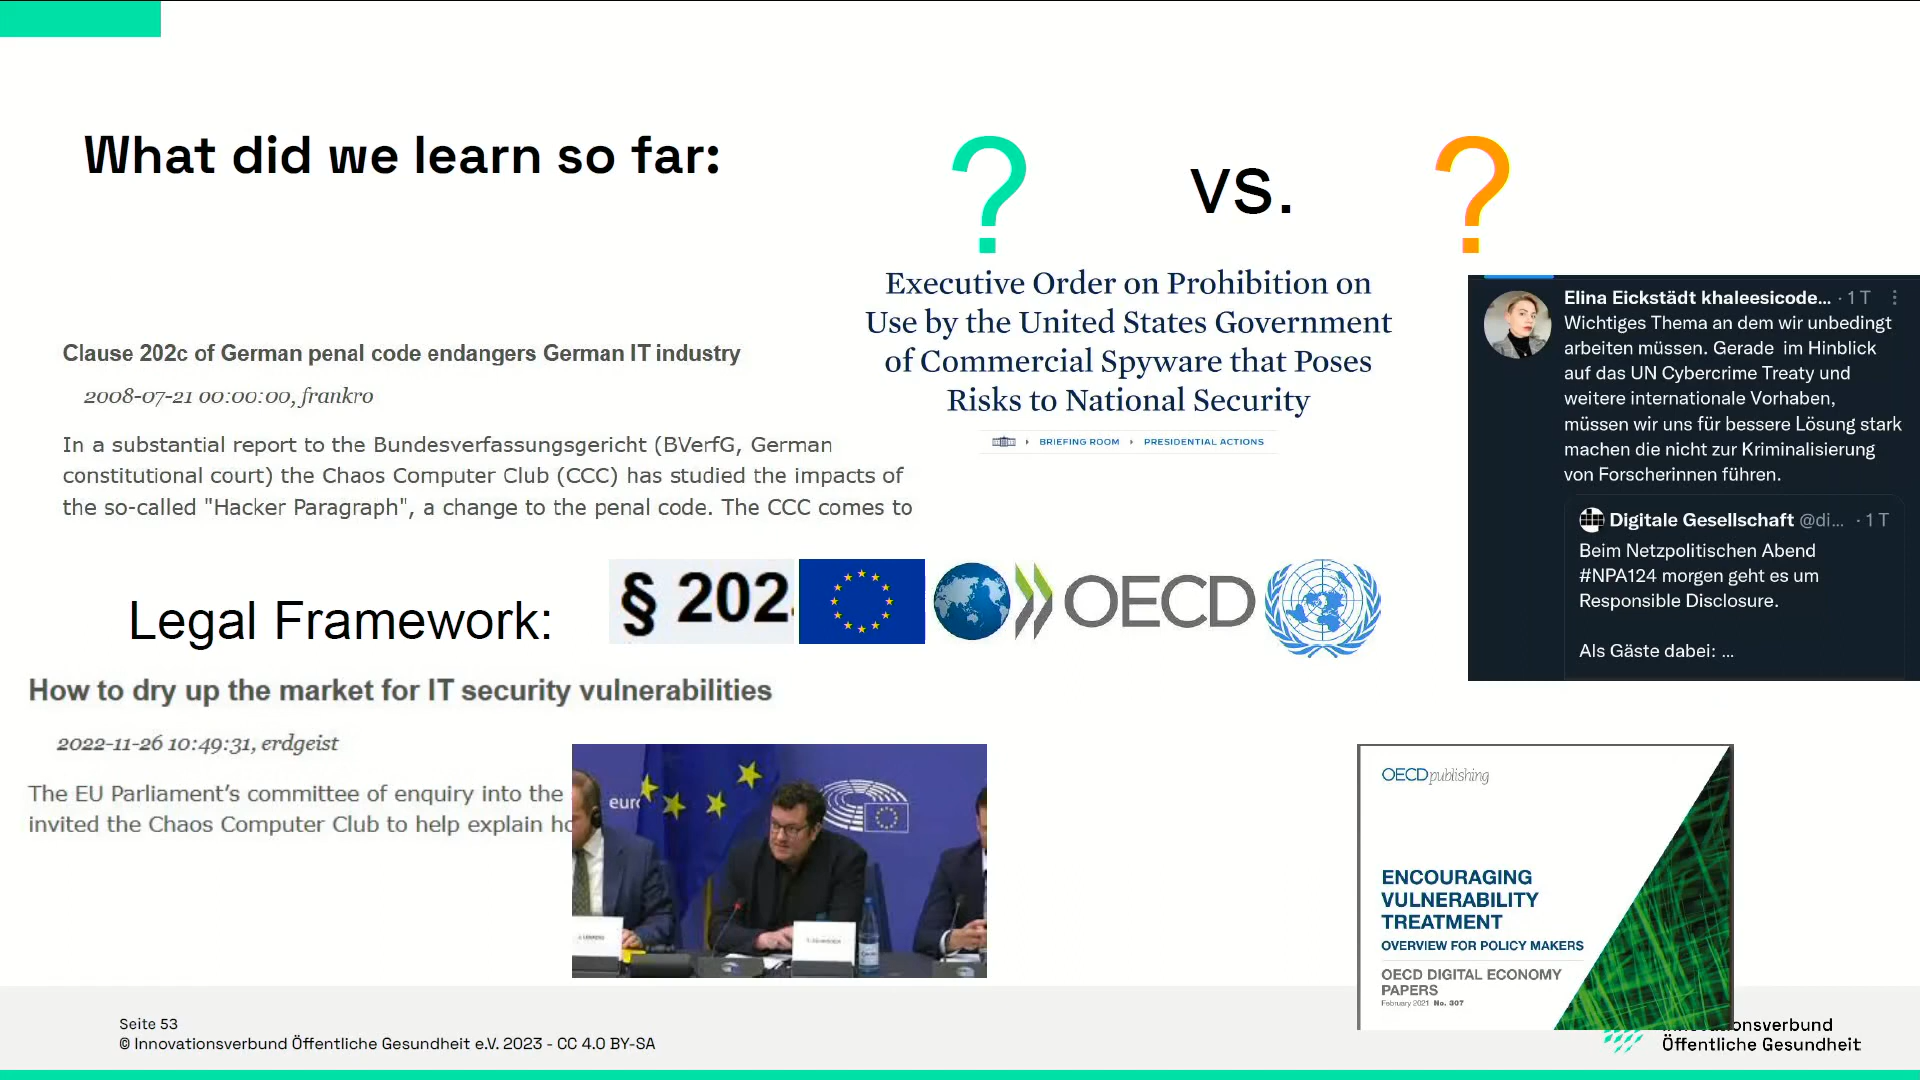 What did we learn so far:
? vs. ?
Executive Order on Prohibition on
Use by the United States Government
of Commercial Spyware that Poses
Risks to National Security
BRIEFING ROOM
PRESIDENTIAL ACTIONS
Clause 202c of German penal code endangers German IT industry
2008-07-21 00:00:00, frankro
In a substantial report to the Bundesverfassungsgericht (BVerfG, German
constitutional court) the Chaos Computer Club (CCC) has studied the impacts of
the so-called "Hacker Paragraph", a change to the penal code. The CCC comes to
Elina Eickstädt khaleesicode... · 1 T
Wichtiges Thema an dem wir unbedingt
arbeiten müssen. Gerade im Hinblick
auf das UN Cybercrime Treaty und
weitere internationale Vorhaben,
müssen wir uns für bessere Lösung stark
machen die nicht zur Kriminalisierung
von Forscherinnen führen.
Digitale Gesellschaft @di... · 1 T
Beim Netzpolitischen Abend
#NPA124 morgen geht es um
Responsible Disclosure.
Als Gäste dabei: ...
Legal Framework:
§ 202
OECD
How to dry up the market for IT security vulnerabilities
2022-11-26 10:49:31, erdgeist
The EU Parliament's committee of enquiry into the
invited the Chaos Computer Club to help explain ho
OECDpublishing
ENCOURAGING
VULNERABILITY
TREATMENT
OVERVIEW FOR POLICY MAKERS
OECD DIGITAL ECONOMY
PAPERS
February 2021 No. 307
Seite 53
© Innovationsverbund Öffentliche Gesundheit e.V. 2023 - CC 4.0 BY-SA
Innovationsverbund
Öffentliche Gesundheit